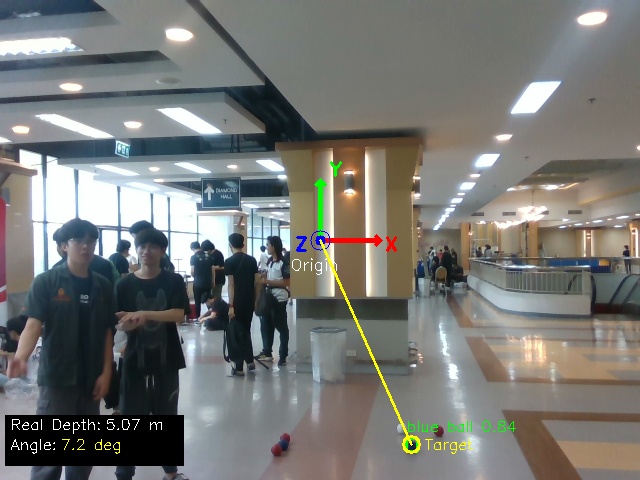 DIAMOND
HALL
Y
Z
X
Origin
blue ball 0.84
Target
Real Depth: 5.07 m
Angle: 7.2 deg